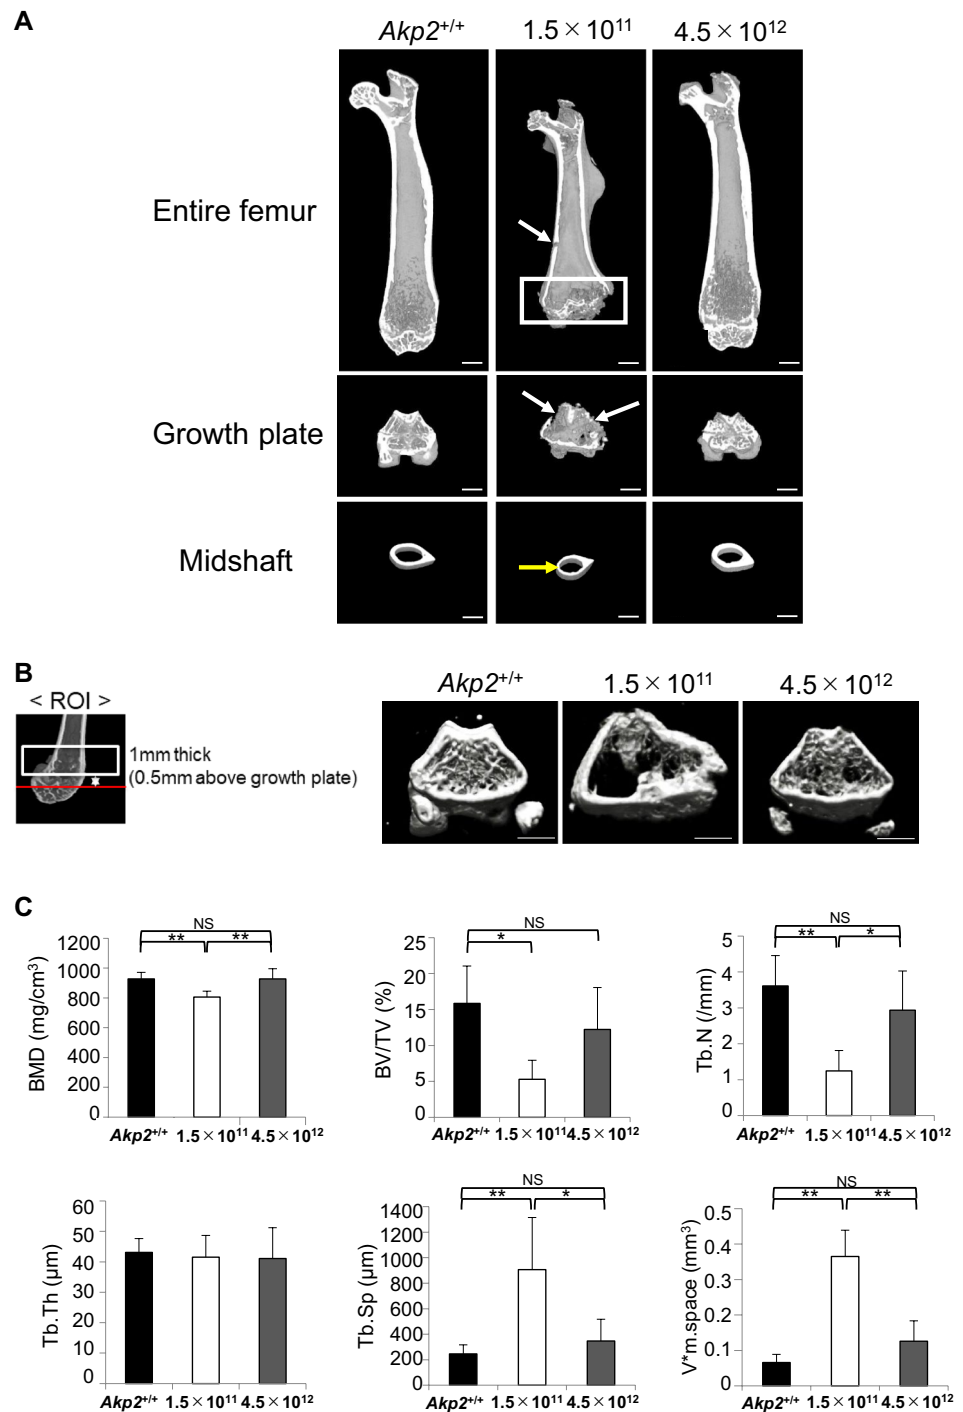 A
Akp2+/+ 1.5×10¹¹ 4.5×10¹²
Entire femur
Growth plate
Midshaft
B
< ROI >
1mm thick
(0.5mm above growth plate)
*
Akp2+/+ 1.5×10¹¹ 4.5×10¹²
C
NS
** **
1200
1000
800
600
400
200
0
BMD (mg/cm³)
Akp2+/+ 1.5×10¹¹ 4.5×10¹²
NS
*
25
20
15
10
5
0
BV/TV (%)
Akp2+/+ 1.5×10¹¹ 4.5×10¹²
NS
** *
5
4
3
2
1
0
Tb.N (/mm)
Akp2+/+ 1.5×10¹¹ 4.5×10¹²
60
50
40
30
20
10
0
Tb.Th (μm)
Akp2+/+ 1.5×10¹¹ 4.5×10¹²
NS
** *
1400
1200
1000
800
600
400
200
0
Tb.Sp (μm)
Akp2+/+ 1.5×10¹¹ 4.5×10¹²
NS
** **
0.5
0.4
0.3
0.2
0.1
0
V*m.space (mm³)
Akp2+/+ 1.5×10¹¹ 4.5×10¹²